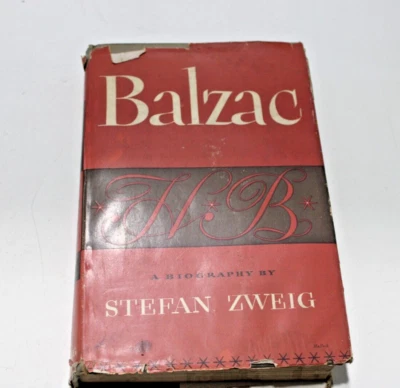 Balzac
H. B.
A BIOGRAPHY BY
STEFAN ZWEIG